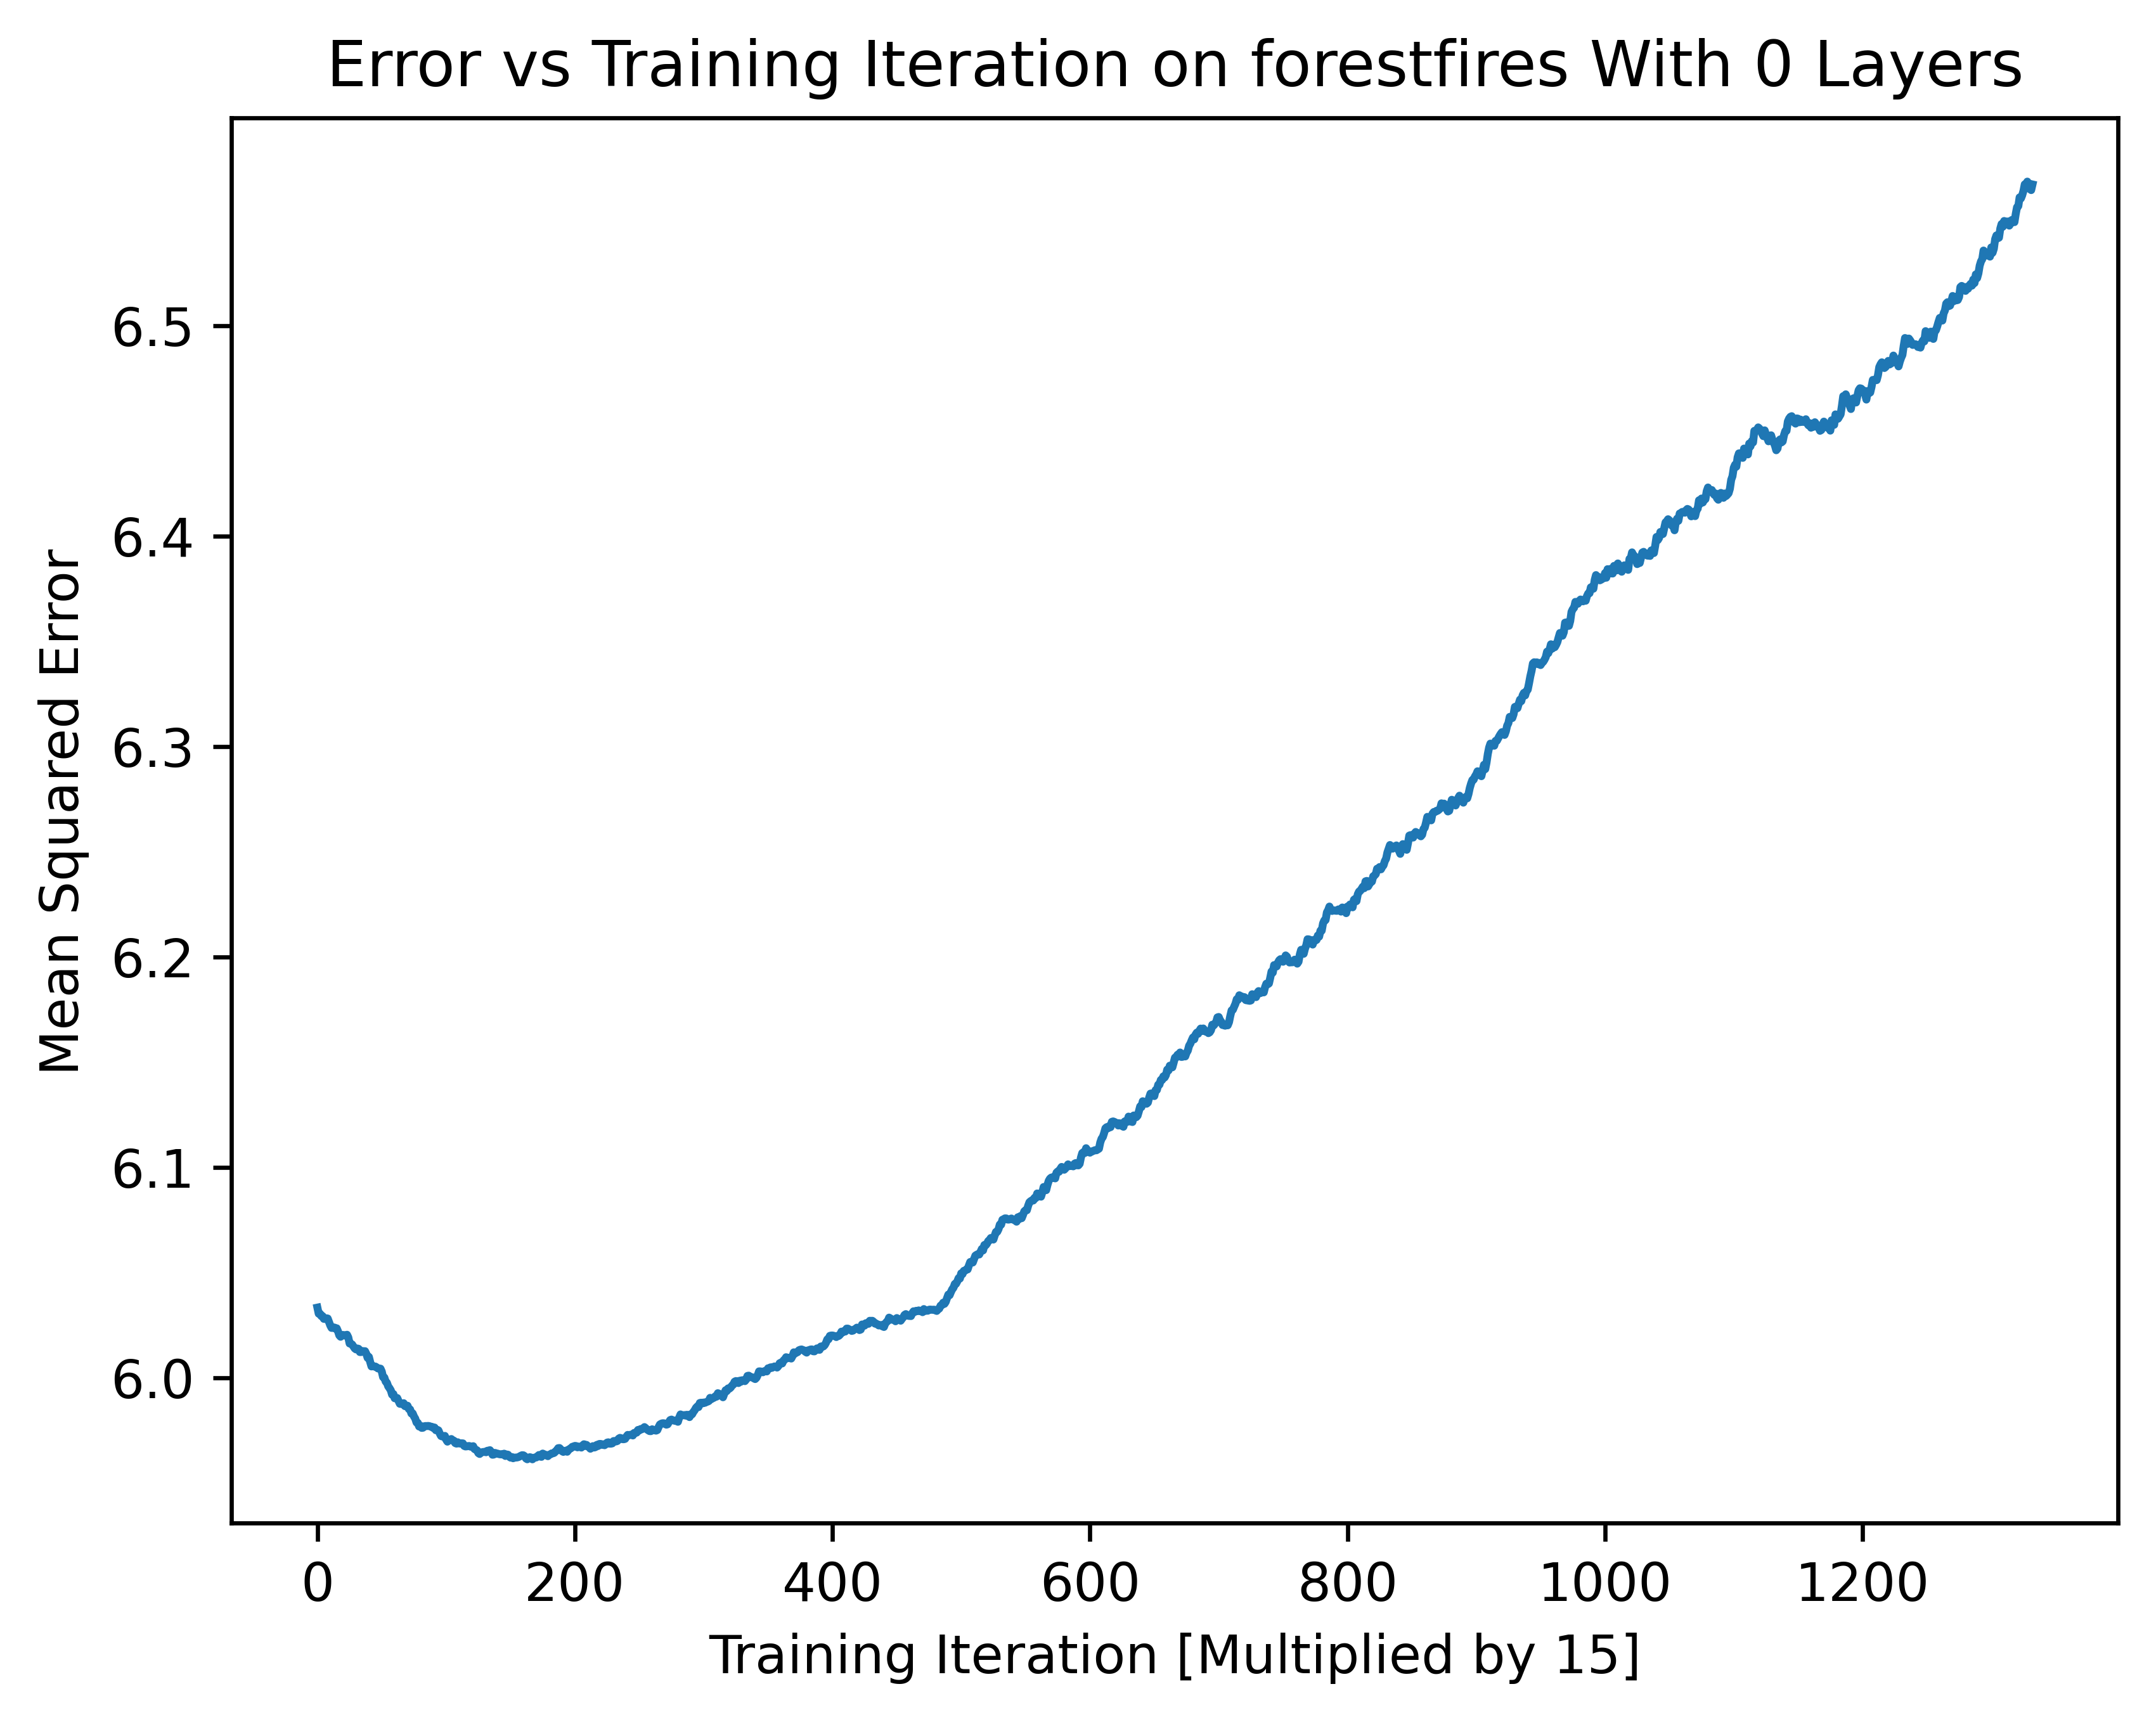 Error vs Training Iteration on forestfires With 0 Layers
Mean Squared Error
6.5
6.4
6.3
6.2
6.1
6.0
0 200 400 600 800 1000 1200
Training Iteration [Multiplied by 15]